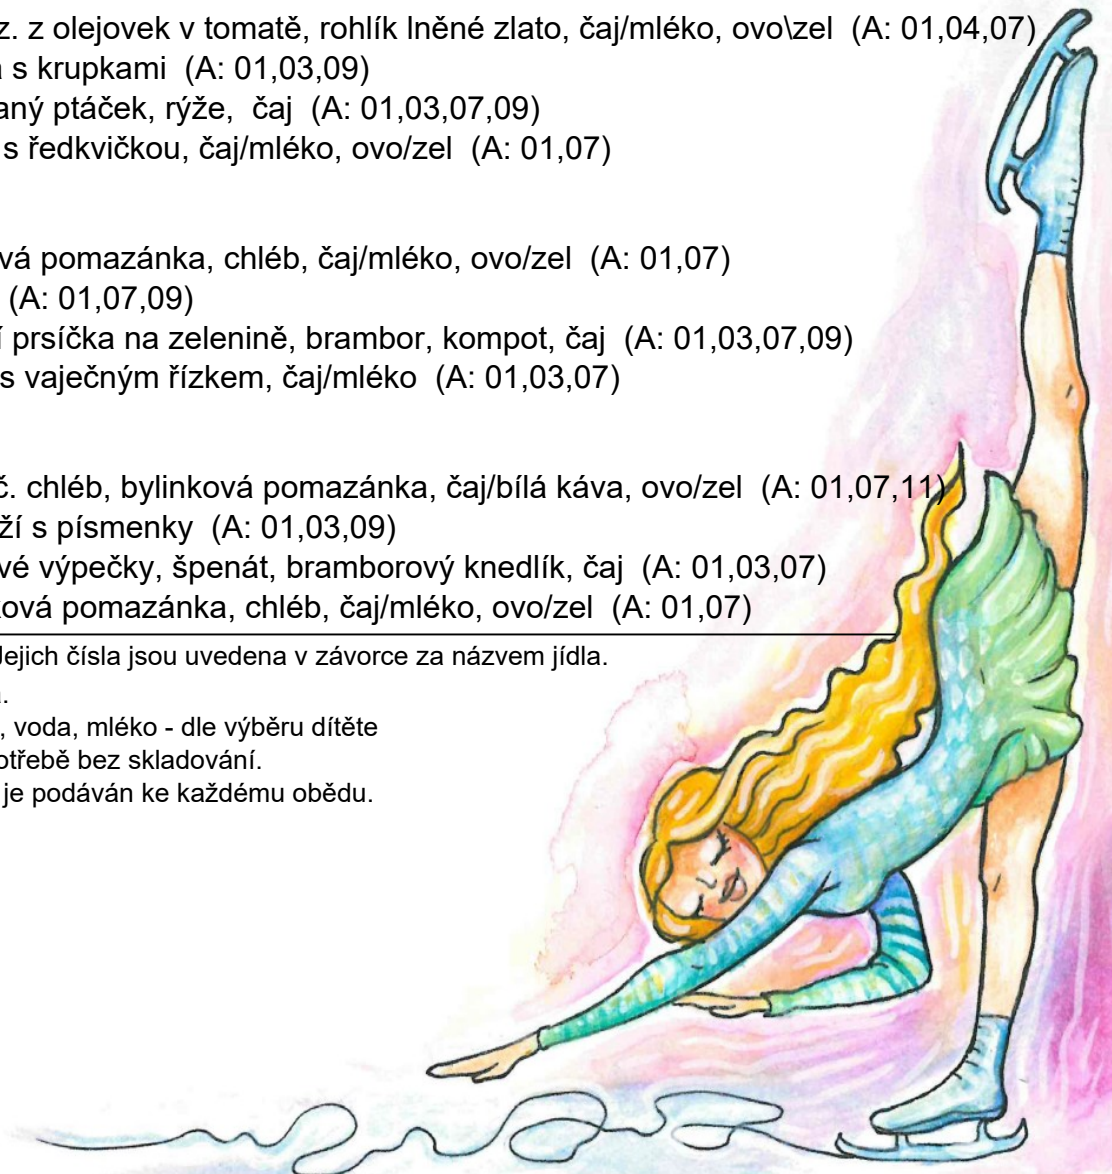 z. z olejovek v tomatě, rohlík lněné zlato, čaj/mléko, ovo\zel (A: 01,04,07)
s krupkami (A: 01,03,09)
aný ptáček, rýže, čaj (A: 01,03,07,09)
s ředkvičkou, čaj/mléko, ovo/zel (A: 01,07)
vá pomazánka, chléb, čaj/mléko, ovo/zel (A: 01,07)
(A: 01,07,09)
í prsíčka na zelenině, brambor, kompot, čaj (A: 01,03,07,09)
s vaječným řízkem, čaj/mléko (A: 01,03,07)
č. chléb, bylinková pomazánka, čaj/bílá káva, ovo/zel (A: 01,07,11)
ží s písmenky (A: 01,03,09)
vé výpečky, špenát, bramborový knedlík, čaj (A: 01,03,07)
ková pomazánka, chléb, čaj/mléko, ovo/zel (A: 01,07)
Jejich čísla jsou uvedena v závorce za názvem jídla.
, voda, mléko - dle výběru dítěte
otřebě bez skladování.
je podáván ke každému obědu.